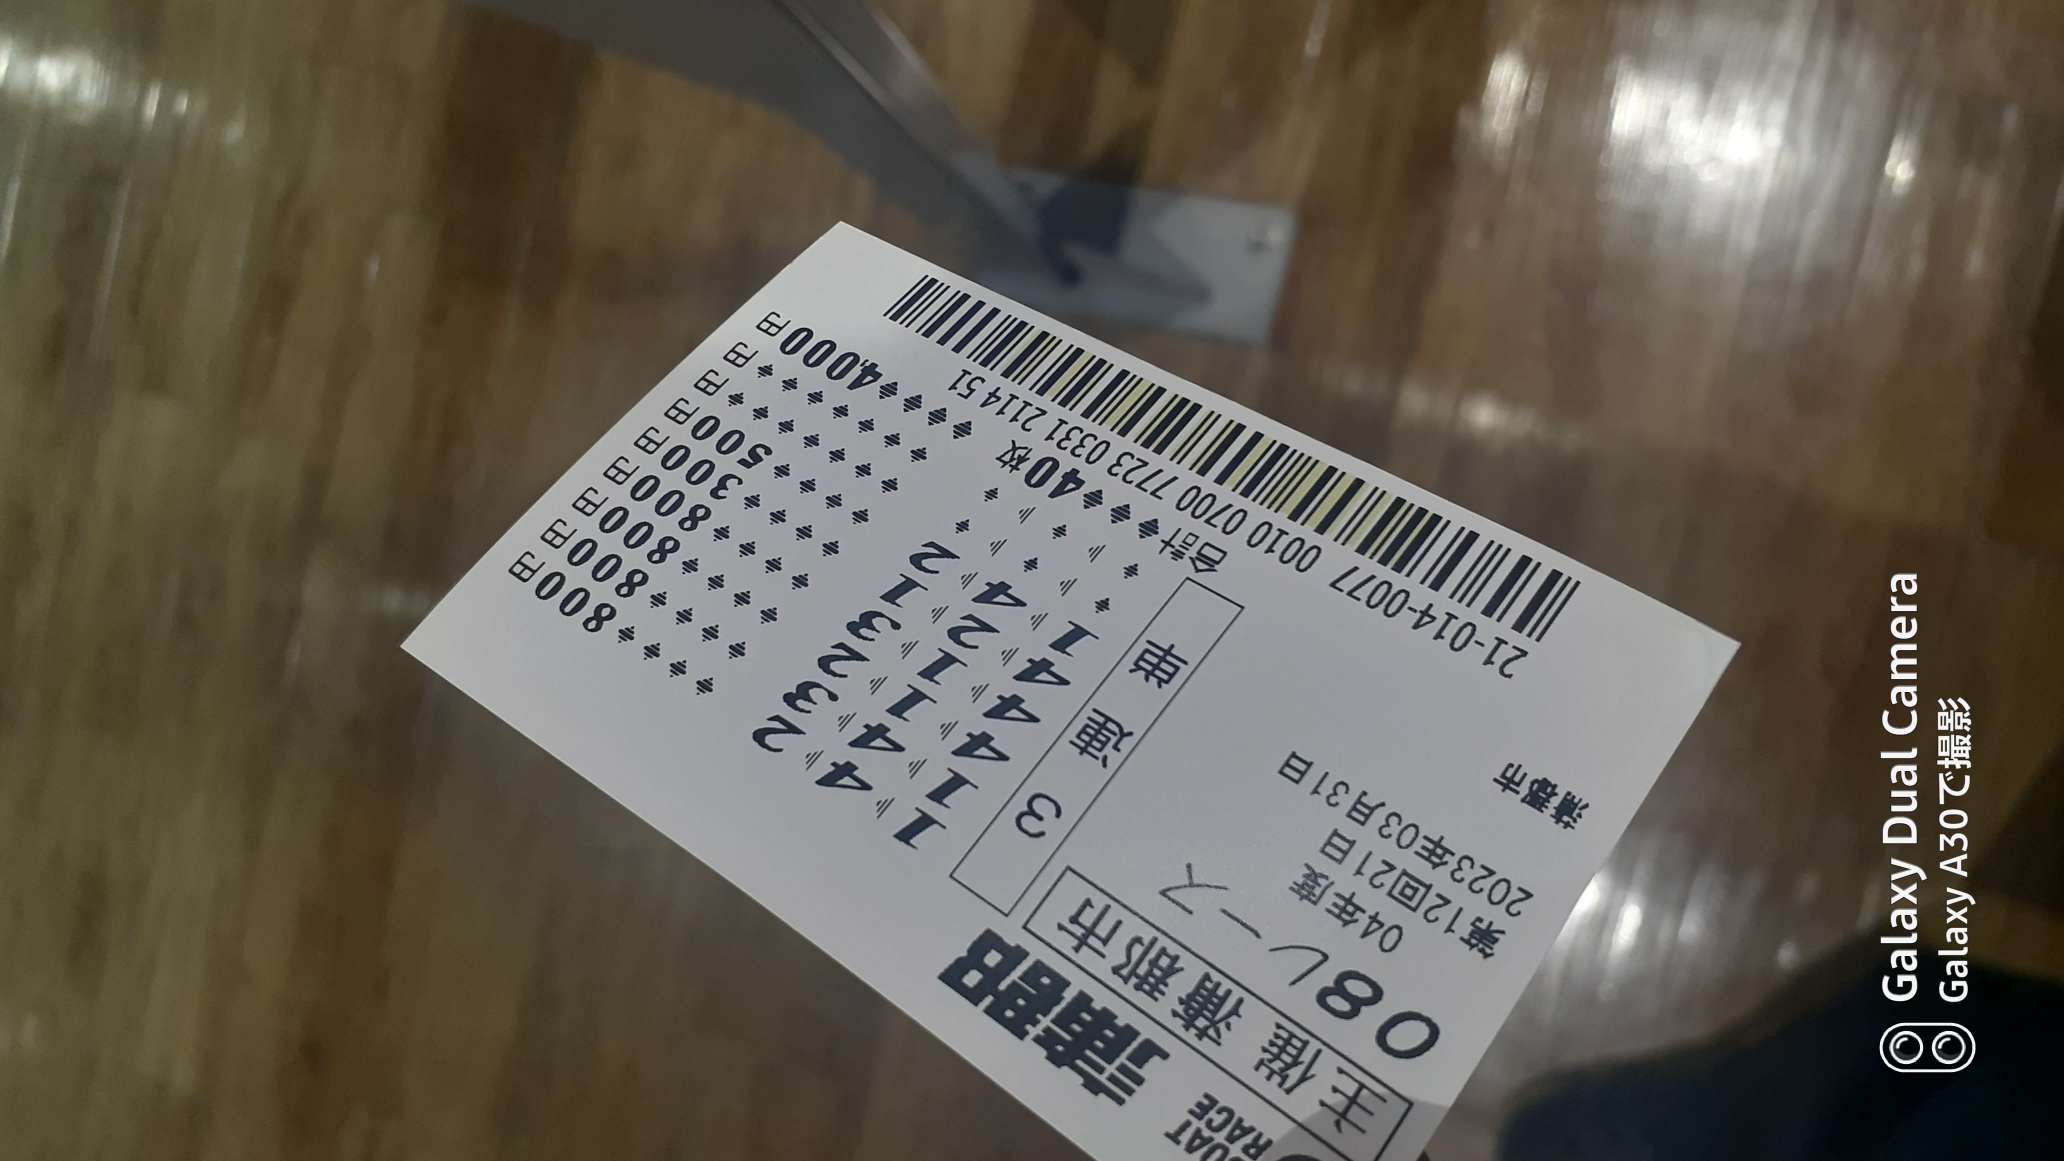 BOAT RACE
蒲郡
主催 蒲郡市
08レース
04年度
第12回21日
2023年03月31日
蒲郡市
3連単
1 4 2 800円
1 4 3 800円
4 1 2 800円
4 1 3 800円
4 2 1 300円
1 4 2 500円
円
円
合計 40枚 4,000円
21-014-0077 0010 0700 7723 0331 211451
Galaxy Dual Camera
Galaxy A30で撮影